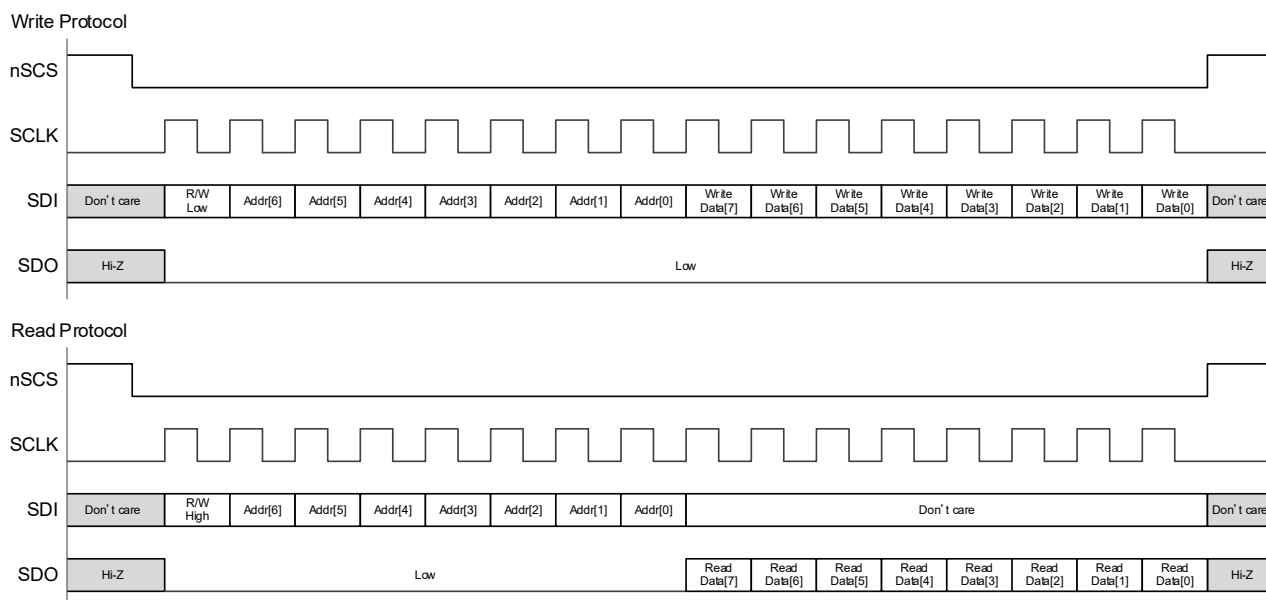 Write Protocol
nSCS
SCLK
SDI Don't care R/W Low Addr[6] Addr[5] Addr[4] Addr[3] Addr[2] Addr[1] Addr[0] Write Data[7] Write Data[6] Write Data[5] Write Data[4] Write Data[3] Write Data[2] Write Data[1] Write Data[0] Don't care
SDO Hi-Z Low Hi-Z
Read Protocol
nSCS
SCLK
SDI Don't care R/W High Addr[6] Addr[5] Addr[4] Addr[3] Addr[2] Addr[1] Addr[0] Don't care Don't care
SDO Hi-Z Low Read Data[7] Read Data[6] Read Data[5] Read Data[4] Read Data[3] Read Data[2] Read Data[1] Read Data[0] Hi-Z